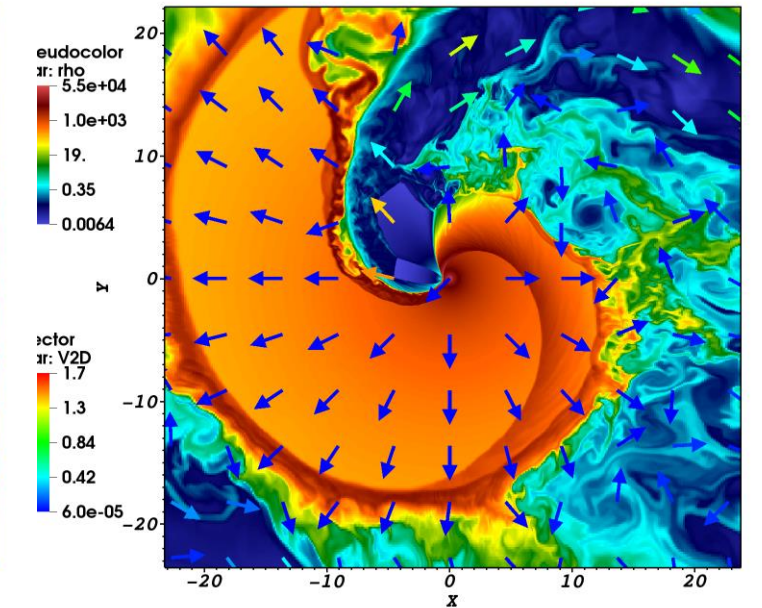 eudocolor
ar: rho
5.5e+04
1.0e+03
19.
0.35
0.0064
ector
ar: V2D
1.7
1.3
0.84
0.42
6.0e-05
20
10
0
-10
-20
Y
-20 -10 0 10 20
X